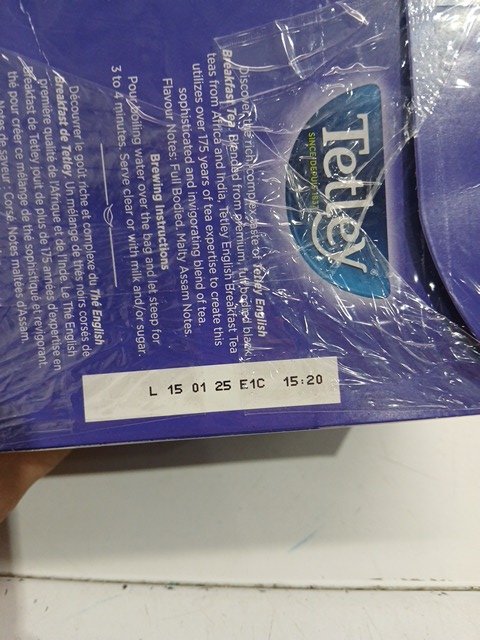 Tetley®
SINCE/DEPUIS 1837
Discover the rich complex taste of Tetley English
Breakfast Tea. Blended from premium, full bodied black
teas from Africa and India, Tetley English Breakfast Tea
utilizes over 175 years of tea expertise to create this
sophisticated and invigorating blend of tea.
Flavour Notes: Full Bodied. Malty Assam Notes.
Brewing Instructions
Pour boiling water over the bag and let steep for
3 to 4 minutes. Serve clear or with milk and/or sugar.
Découvrez le goût riche et complexe du Thé English
Breakfast de Tetley. Un mélange de thés noirs corsés de
première qualité de l'Afrique et de l'Inde. Le Thé English
Breakfast de Tetley jouit de plus de 175 années d'expertise en
thé pour créer ce mélange de thé sophistiqué et revigorant.
Notes de saveur : Corsé. Notes maltées d'Assam.
L 15 01 25 E1C 15:20